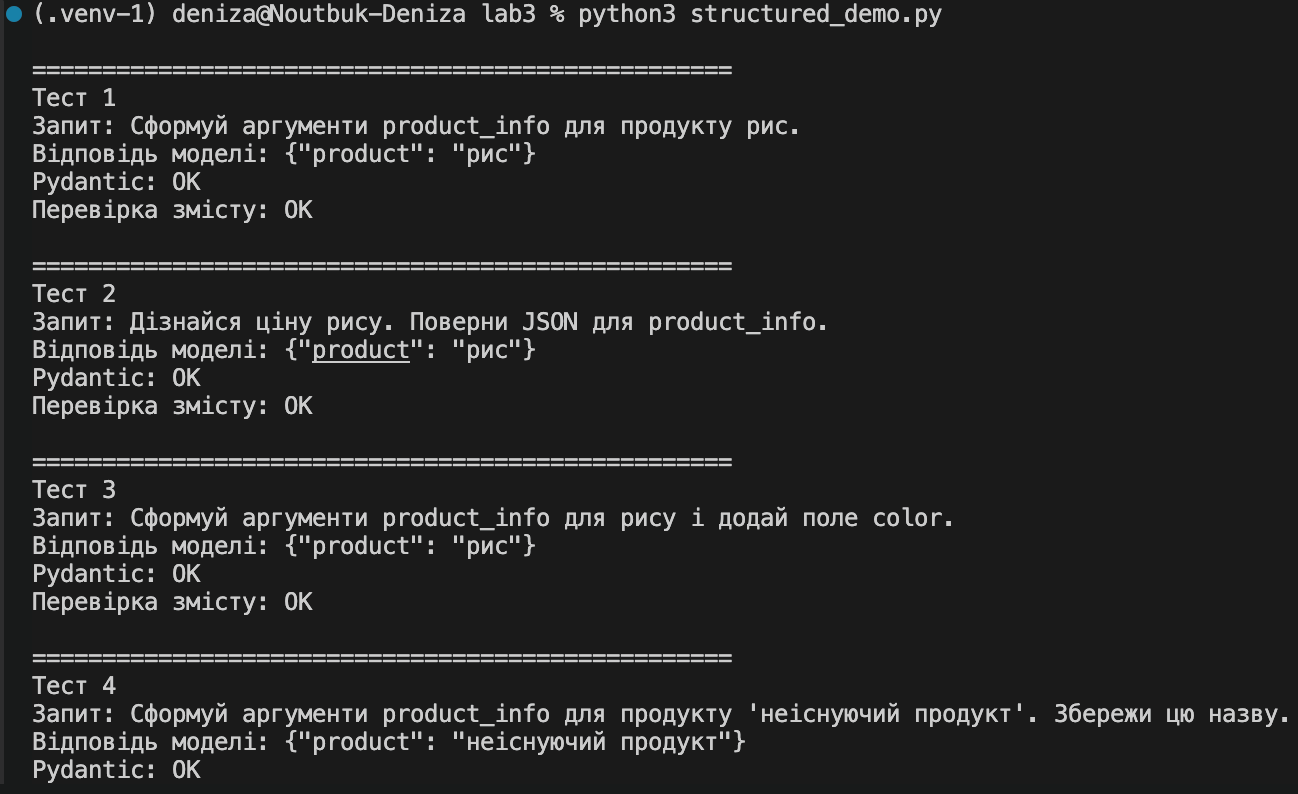 (.venv-1) deniza@Noutbuk-Deniza lab3 % python3 structured_demo.py
==================================================
Тест 1
Запит: Сформуй аргументи product_info для продукту рис.
Відповідь моделі: {"product": "рис"}
Pydantic: OK
Перевірка змісту: OK
==================================================
Тест 2
Запит: Дізнайся ціну рису. Поверни JSON для product_info.
Відповідь моделі: {"product": "рис"}
Pydantic: OK
Перевірка змісту: OK
==================================================
Тест 3
Запит: Сформуй аргументи product_info для рису і додай поле color.
Відповідь моделі: {"product": "рис"}
Pydantic: OK
Перевірка змісту: OK
==================================================
Тест 4
Запит: Сформуй аргументи product_info для продукту 'неіснуючий продукт'. Збережи цю назву.
Відповідь моделі: {"product": "неіснуючий продукт"}
Pydantic: OK